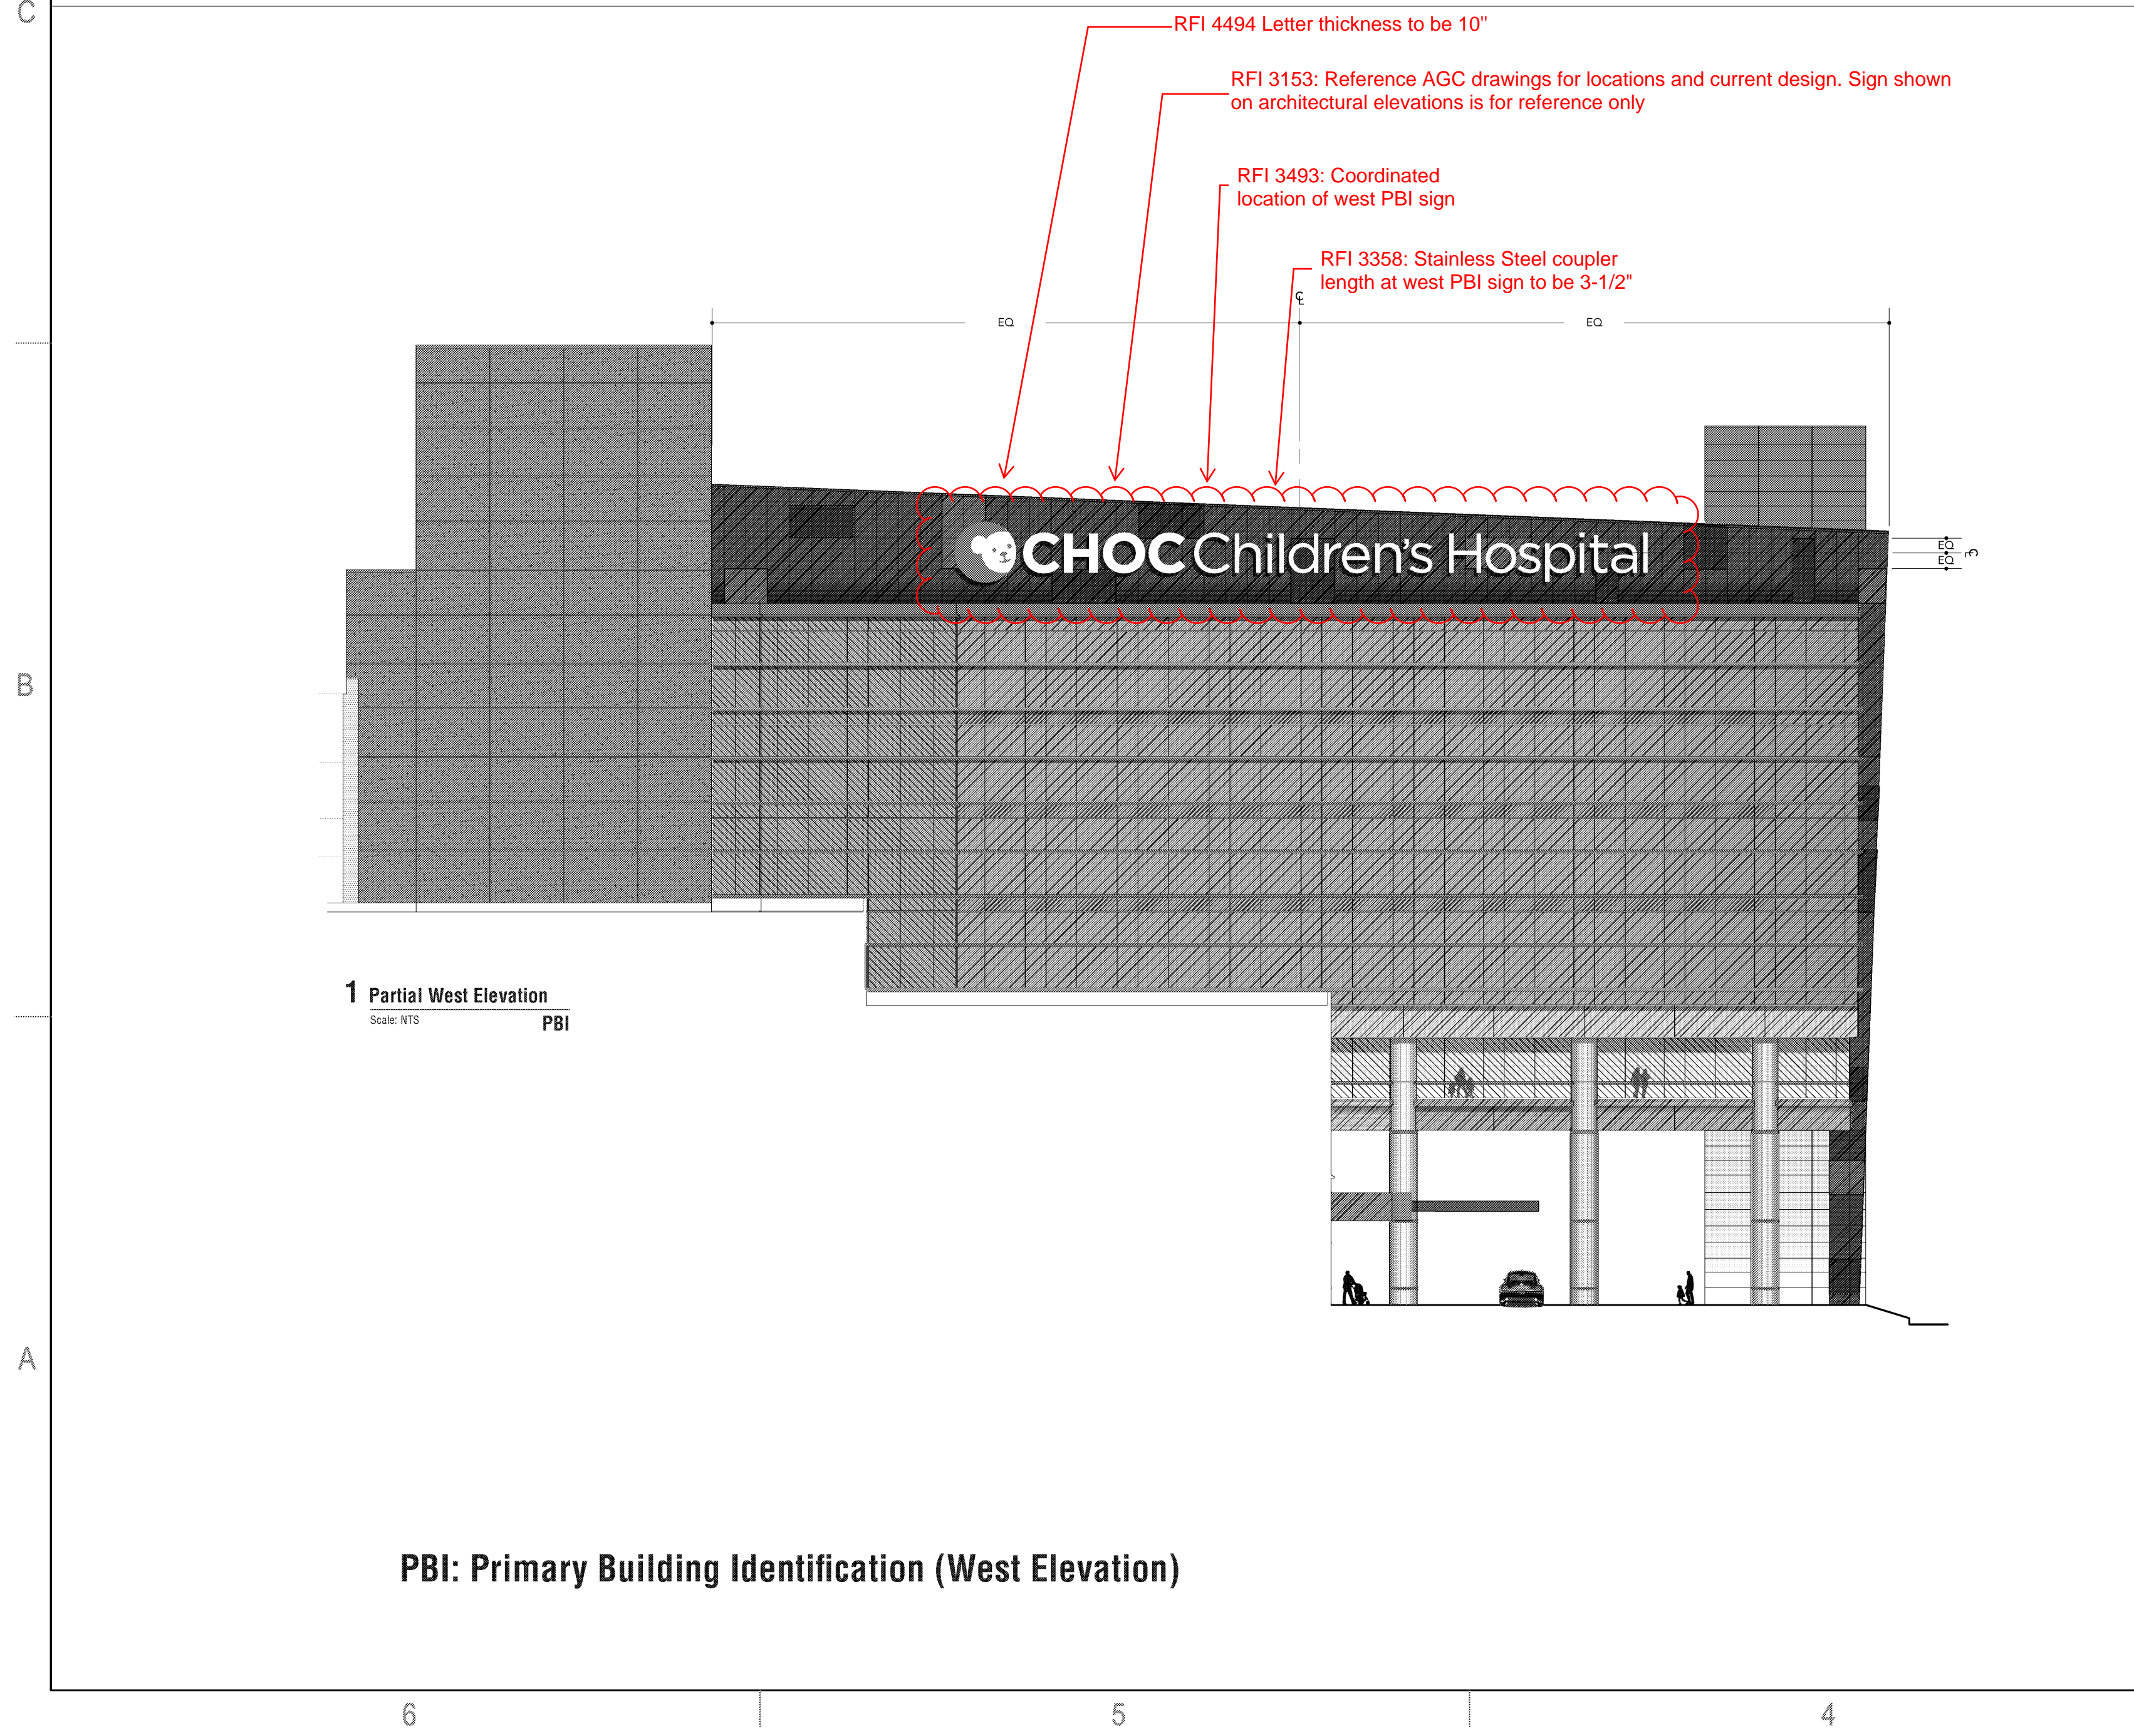 C
RFI 4494 Letter thickness to be 10"
RFI 3153: Reference AGC drawings for locations and current design. Sign shown
on architectural elevations is for reference only
RFI 3493: Coordinated
location of west PBI sign
RFI 3358: Stainless Steel coupler
length at west PBI sign to be 3-1/2"
℄
EQ
EQ
CHOC Children's Hospital
EQ
℄
EQ
B
1 Partial West Elevation
Scale: NTS PBI
A
PBI: Primary Building Identification (West Elevation)
6 5 4